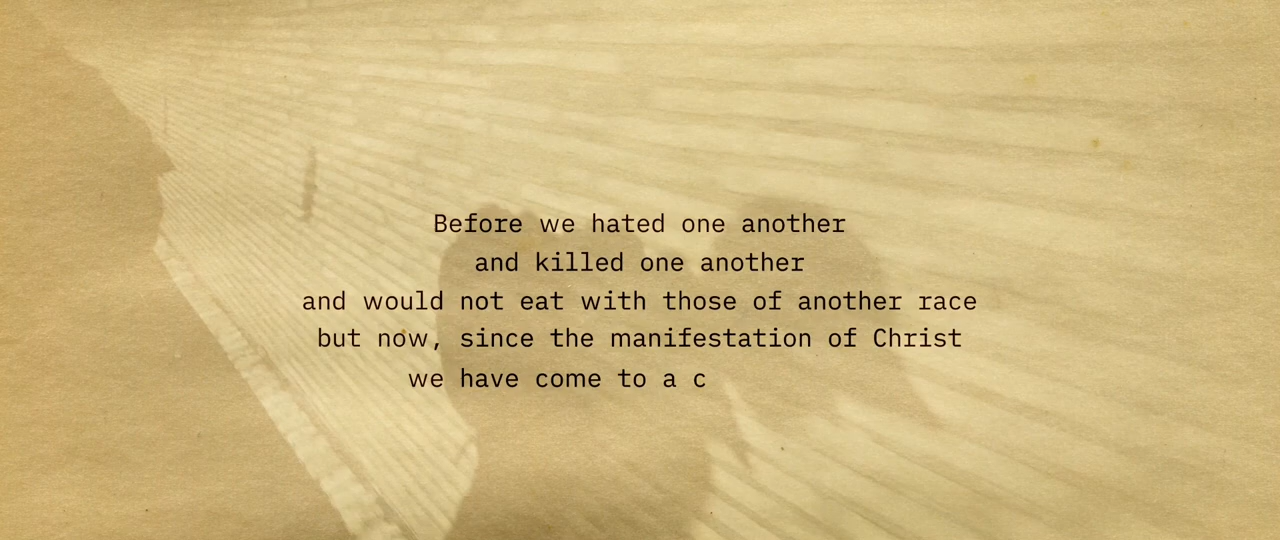 Before we hated one another
and killed one another
and would not eat with those of another race
but now, since the manifestation of Christ
we have come to a c